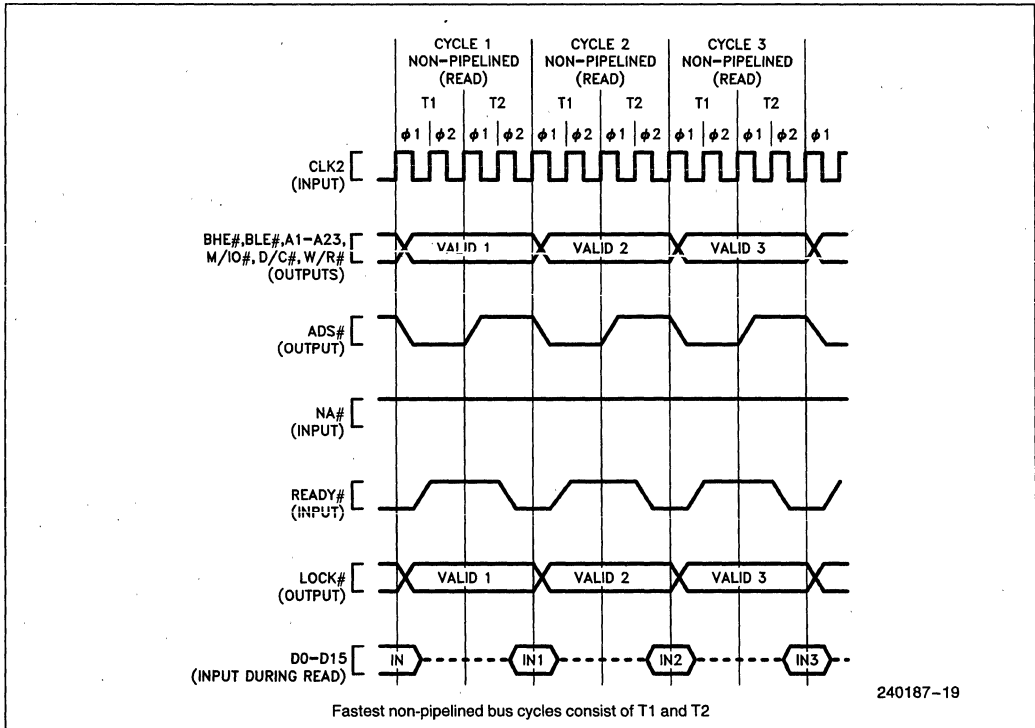 CYCLE 1 CYCLE 2 CYCLE 3
NON-PIPELINED NON-PIPELINED NON-PIPELINED
(READ) (READ) (READ)
T1 T2 T1 T2 T1 T2
ϕ1 ϕ2 ϕ1 ϕ2 ϕ1 ϕ2 ϕ1 ϕ2 ϕ1 ϕ2 ϕ1 ϕ2 ϕ1
CLK2
(INPUT)
BHE#,BLE#,A1-A23,
M/IO#,D/C#,W/R#
(OUTPUTS)
VALID 1 VALID 2 VALID 3
ADS#
(OUTPUT)
NA#
(INPUT)
READY#
(INPUT)
LOCK#
(OUTPUT)
VALID 1 VALID 2 VALID 3
D0-D15
(INPUT DURING READ)
IN IN1 IN2 IN3
240187-19
Fastest non-pipelined bus cycles consist of T1 and T2